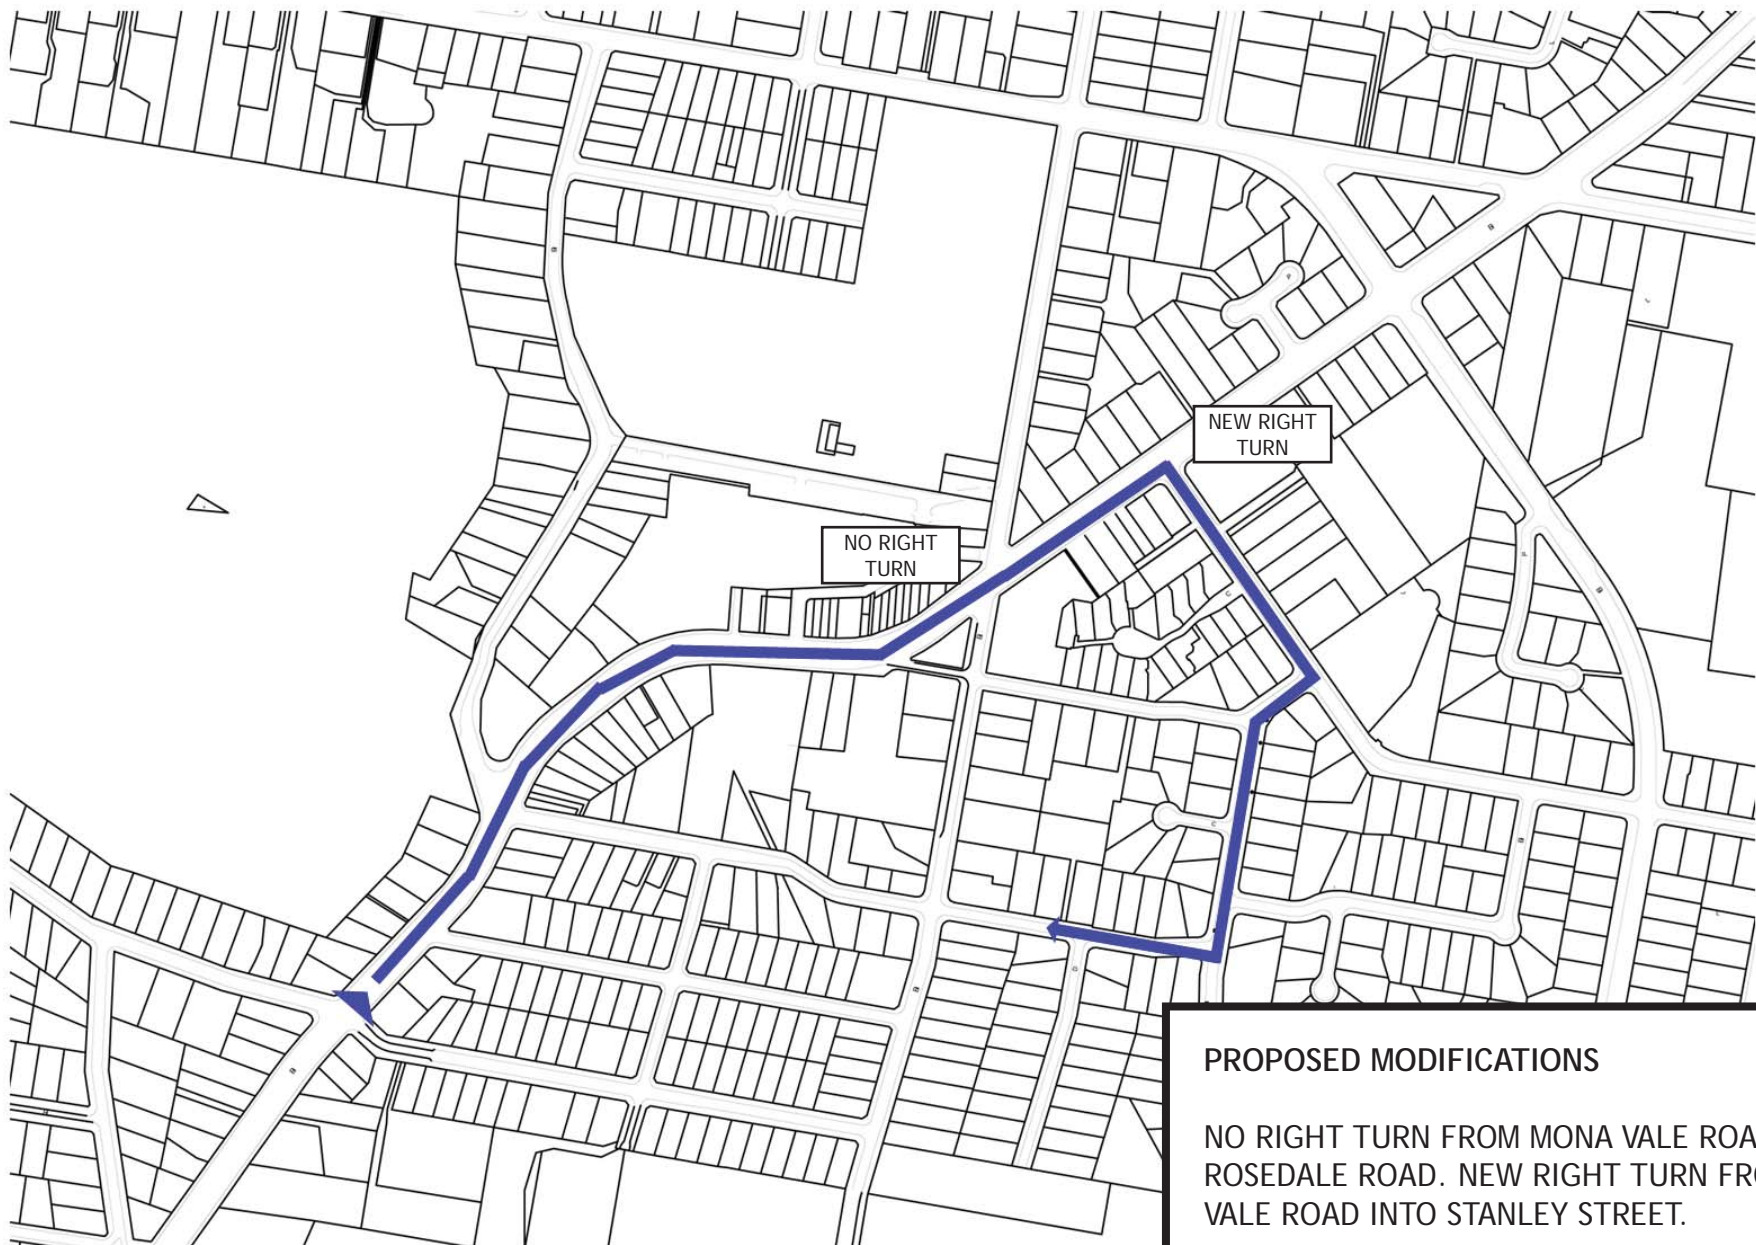 NEW RIGHT
TURN
NO RIGHT
TURN
PROPOSED MODIFICATIONS
NO RIGHT TURN FROM MONA VALE ROA
ROSEDALE ROAD. NEW RIGHT TURN FRO
VALE ROAD INTO STANLEY STREET.